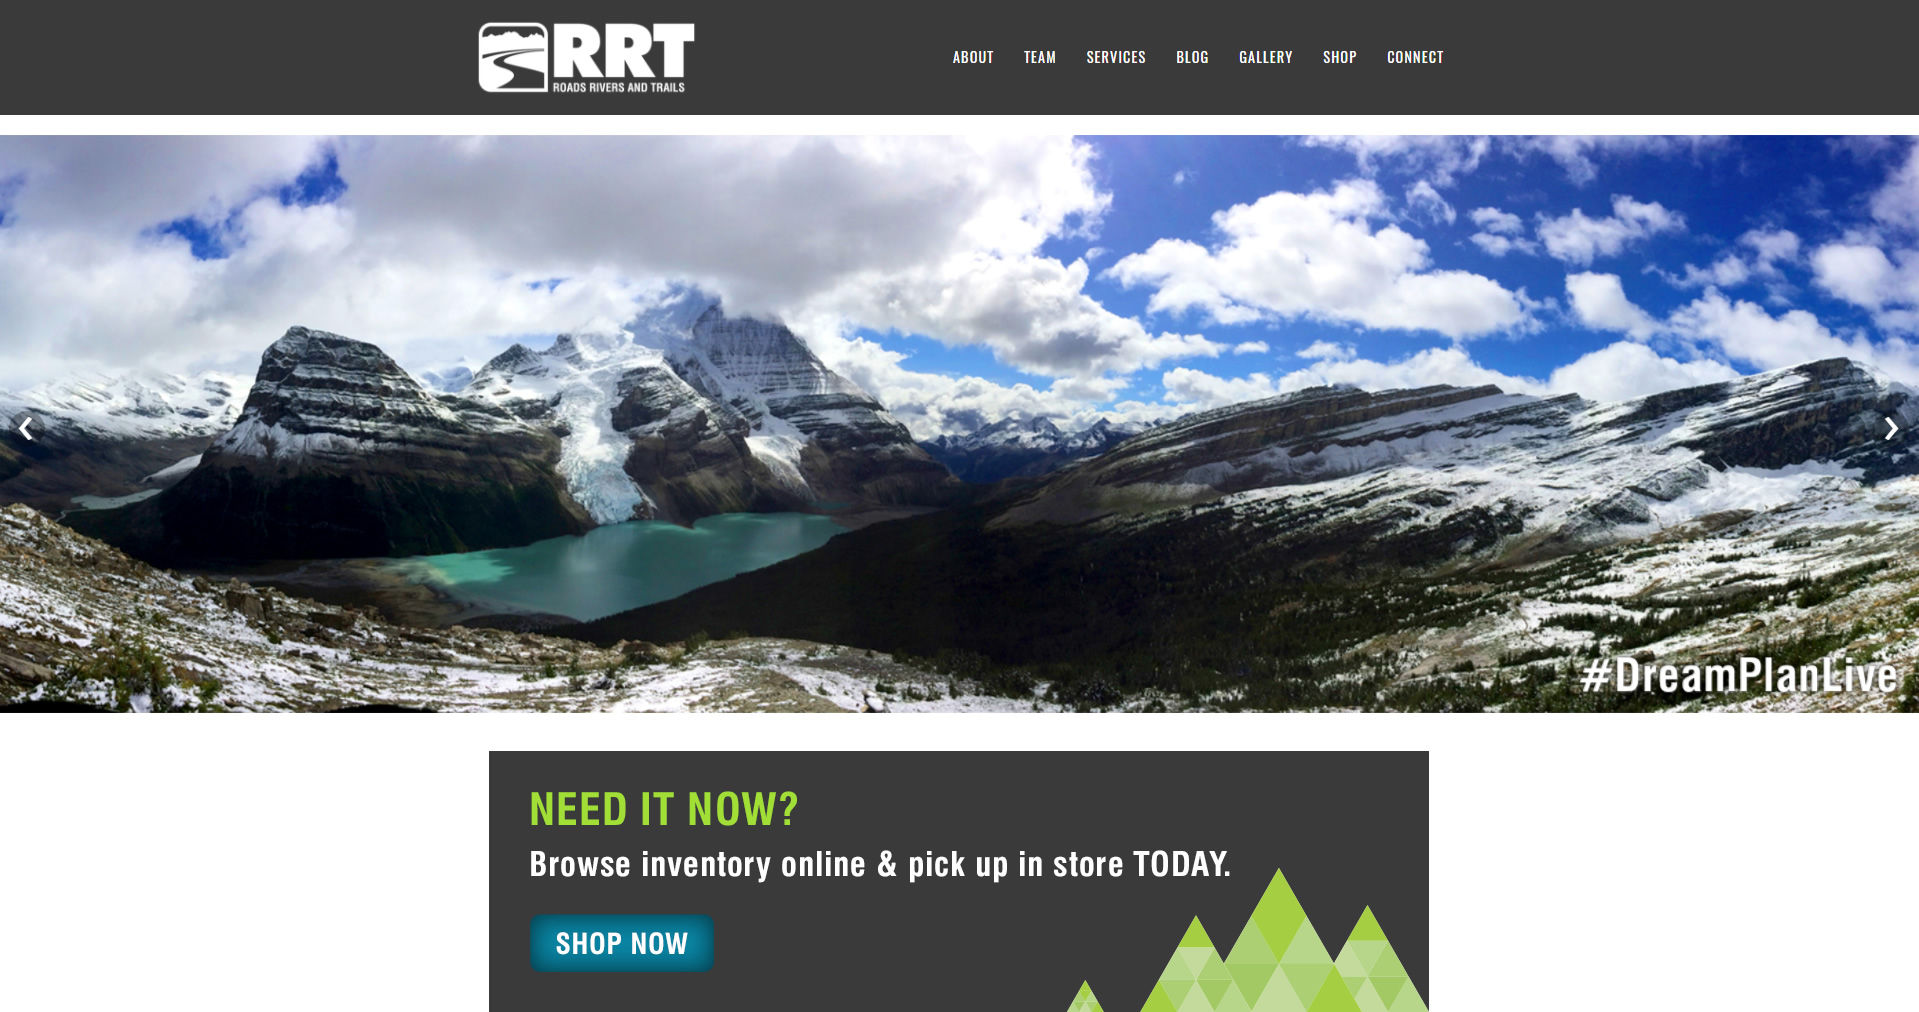 RRT
ROADS RIVERS AND TRAILS
ABOUT TEAM SERVICES BLOG GALLERY SHOP CONNECT
#DreamPlanLive
NEED IT NOW?
Browse inventory online & pick up in store TODAY.
SHOP NOW